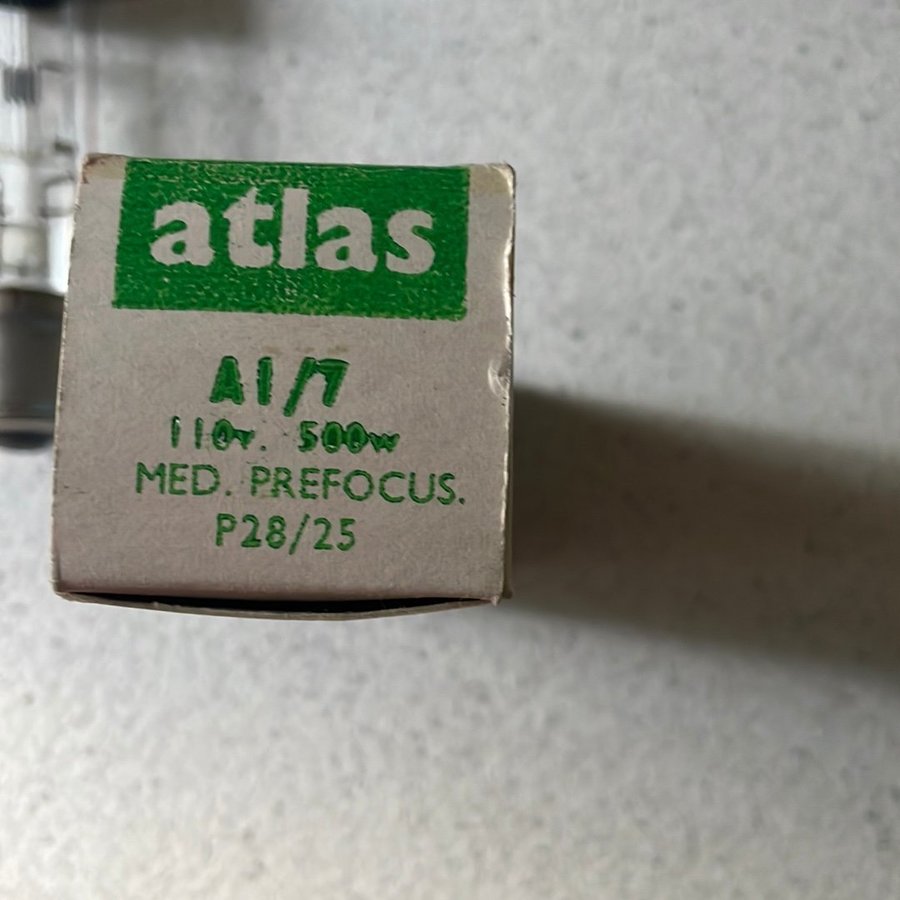 atlas
A1/7
110v. 500w
MED. PREFOCUS.
P28/25